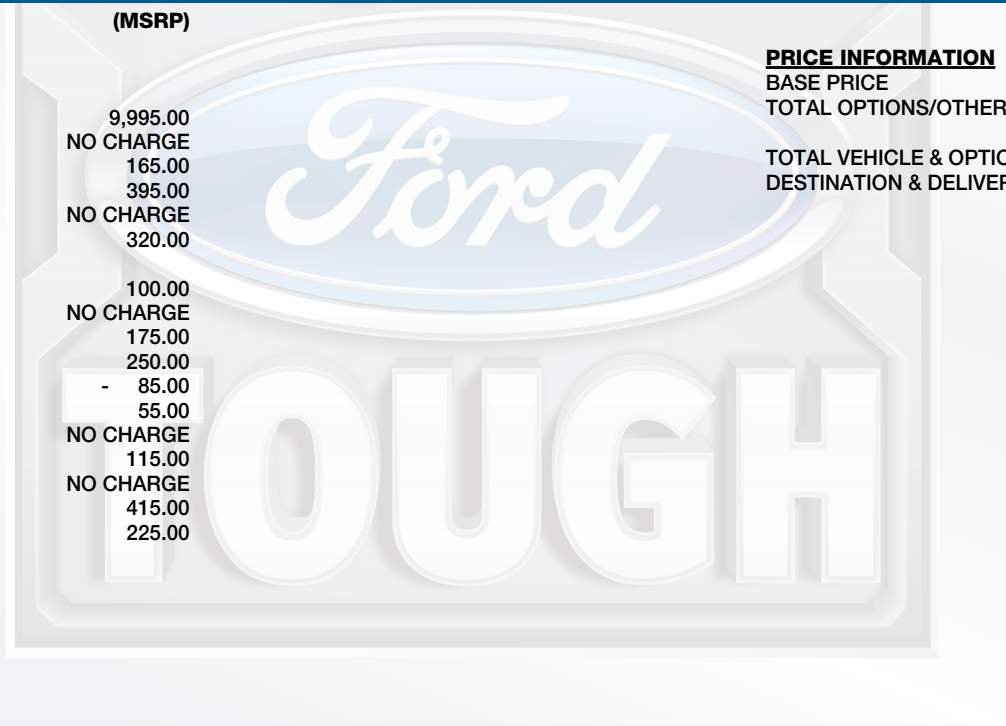 (MSRP)
9,995.00
NO CHARGE
165.00
395.00
NO CHARGE
320.00
100.00
NO CHARGE
175.00
250.00
- 85.00
55.00
NO CHARGE
115.00
NO CHARGE
415.00
225.00
PRICE INFORMATION
BASE PRICE
TOTAL OPTIONS/OTHER
TOTAL VEHICLE & OPTIO
DESTINATION & DELIVER
Ford
TOUGH